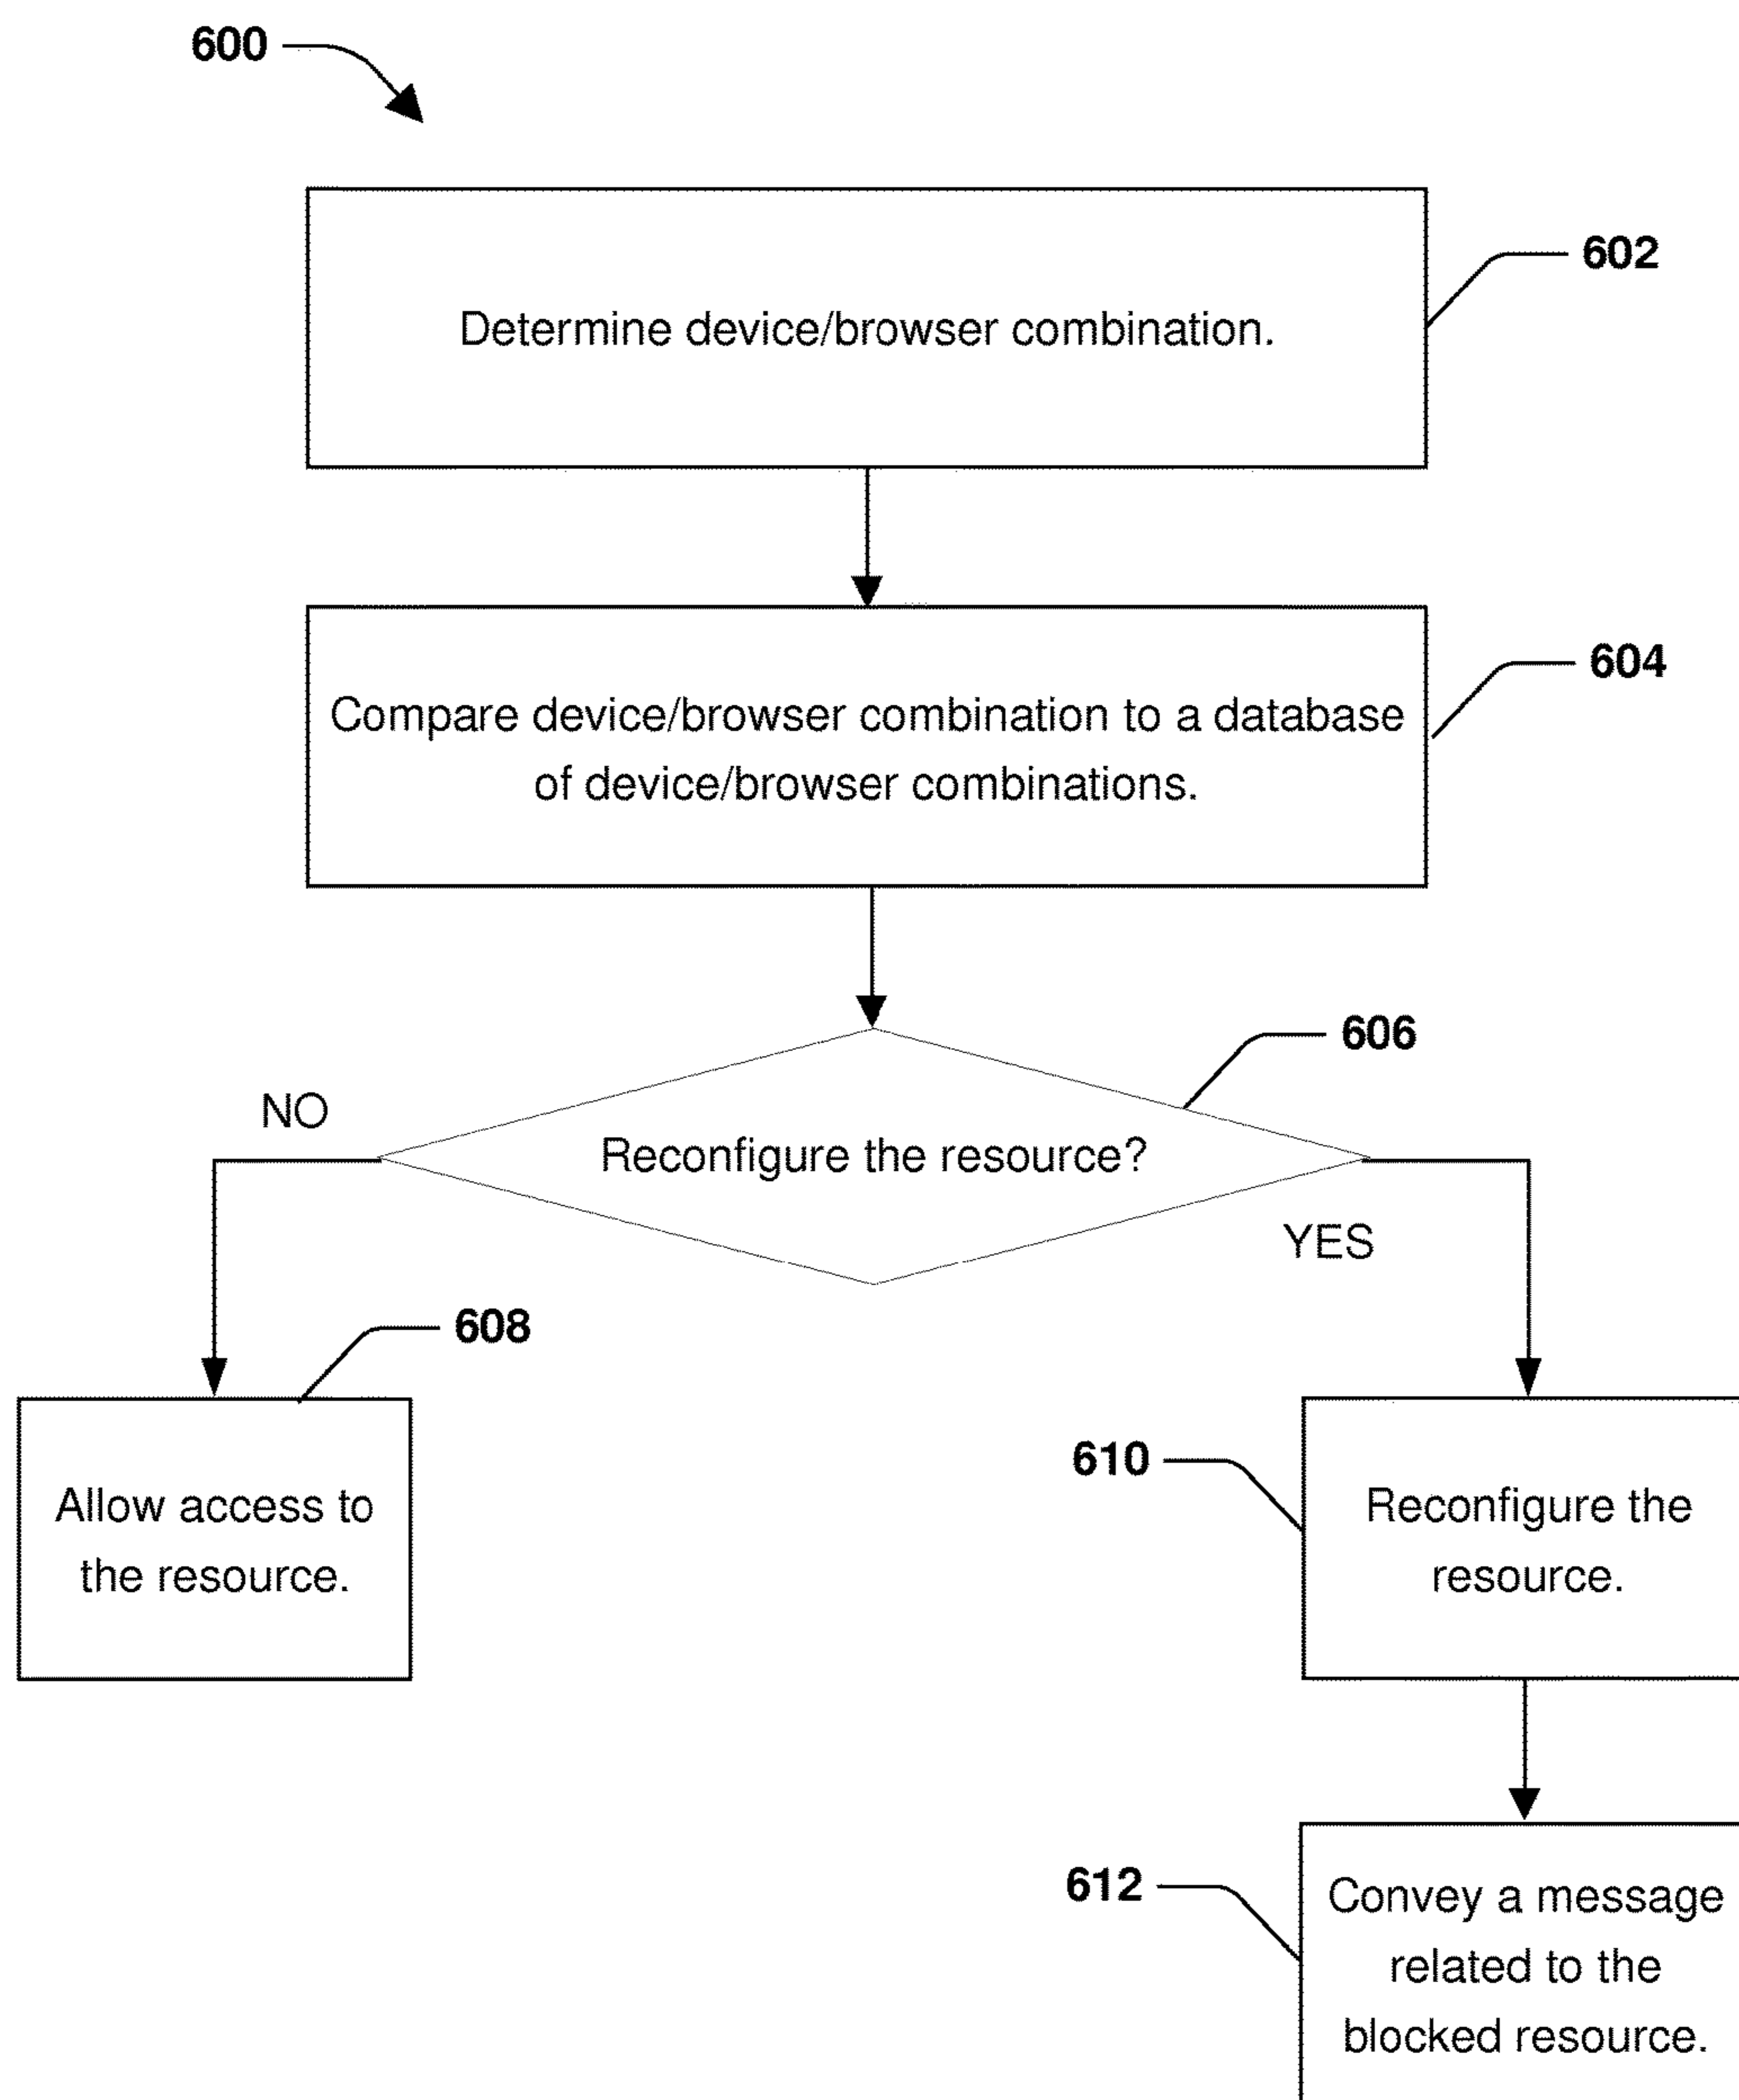 600
602
Determine device/browser combination.
604
Compare device/browser combination to a database
of device/browser combinations.
606
NO
Reconfigure the resource?
YES
608
Allow access to
the resource.
610
Reconfigure the
resource.
612
Convey a message
related to the
blocked resource.